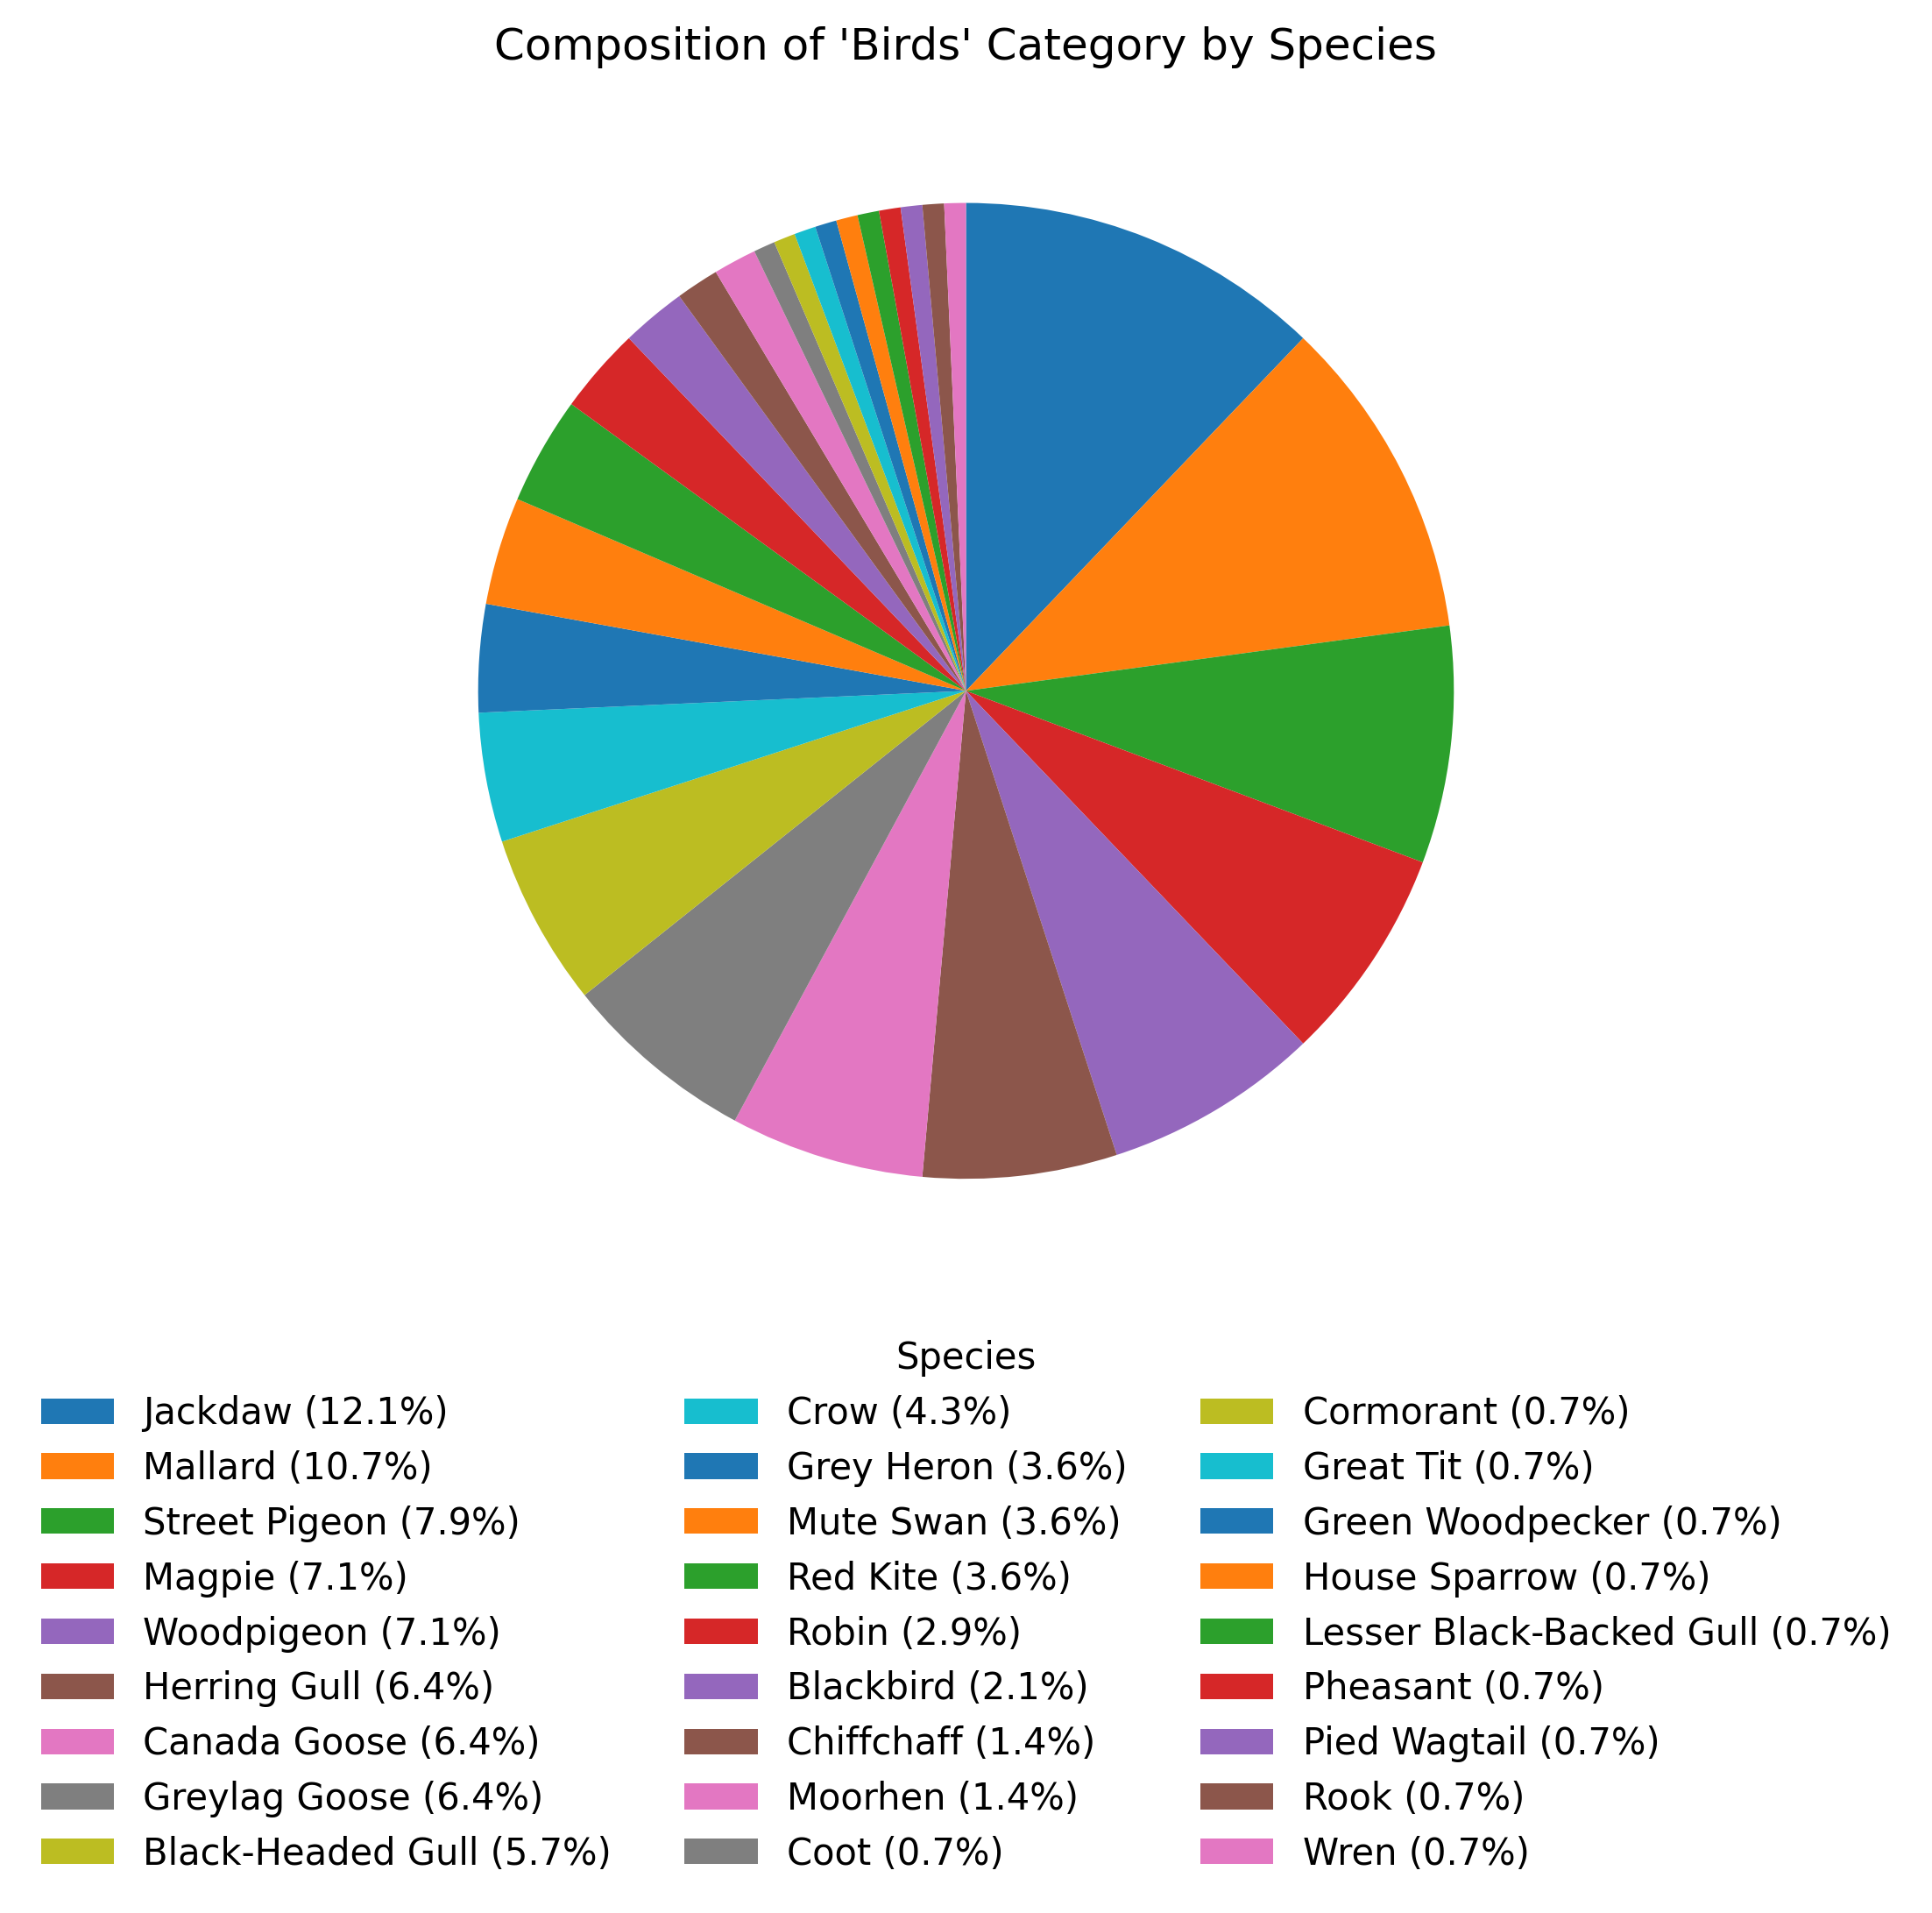 Composition of 'Birds' Category by Species
Species
Jackdaw (12.1%)
Mallard (10.7%)
Street Pigeon (7.9%)
Magpie (7.1%)
Woodpigeon (7.1%)
Herring Gull (6.4%)
Canada Goose (6.4%)
Greylag Goose (6.4%)
Black-Headed Gull (5.7%)
Crow (4.3%)
Grey Heron (3.6%)
Mute Swan (3.6%)
Red Kite (3.6%)
Robin (2.9%)
Blackbird (2.1%)
Chiffchaff (1.4%)
Moorhen (1.4%)
Coot (0.7%)
Cormorant (0.7%)
Great Tit (0.7%)
Green Woodpecker (0.7%)
House Sparrow (0.7%)
Lesser Black-Backed Gull (0.7%)
Pheasant (0.7%)
Pied Wagtail (0.7%)
Rook (0.7%)
Wren (0.7%)